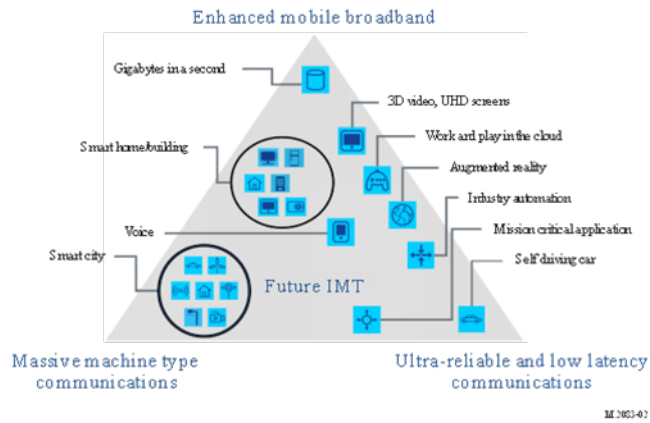 Enhanced mobile broadband
Gigabytes in a second
3D video, UHD screens
Work and play in the cloud
Smart home/building
Augmented reality
Industry automation
Mission critical application
Voice
Smart city
Self driving car
Future IMT
Massive machine type
communications
Ultra-reliable and low latency
communications
M.2083-02